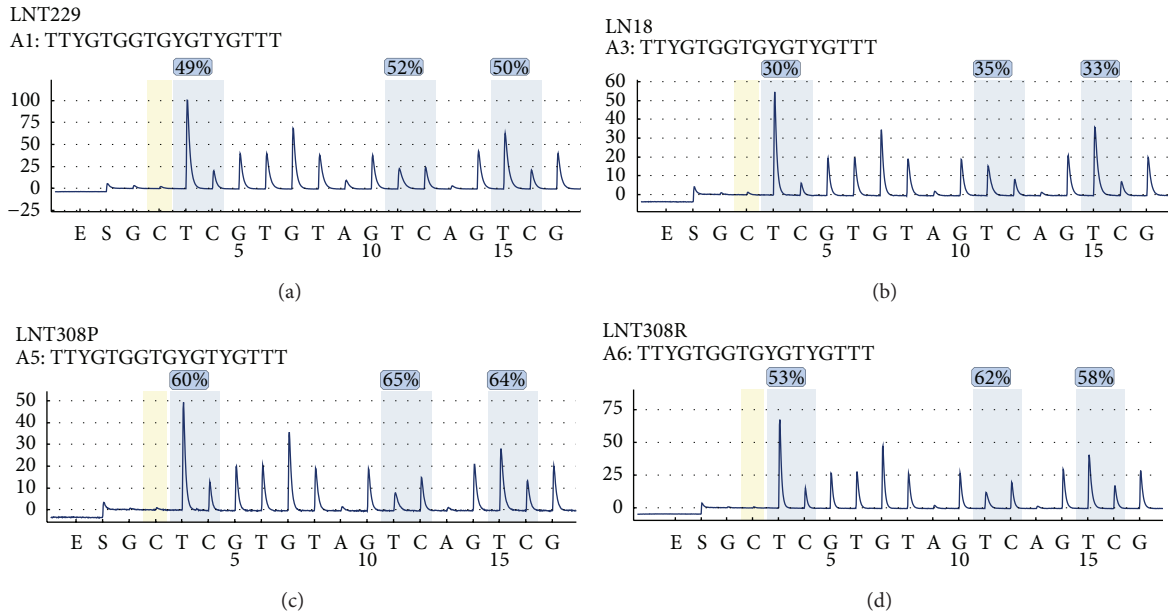 LNT229
A1: TTYGTGGTGYGTYGTTT
49% 52% 50%
100
75
50
25
0
−25
E S G C T C G T G T A G T C A G T C G
5 10 15
(a)
LN18
A3: TTYGTGGTGYGTYGTTT
30% 35% 33%
60
50
40
30
20
10
0
E S G C T C G T G T A G T C A G T C G
5 10 15
(b)
LNT308P
A5: TTYGTGGTGYGTYGTTT
60% 65% 64%
50
40
30
20
10
0
E S G C T C G T G T A G T C A G T C G
5 10 15
(c)
LNT308R
A6: TTYGTGGTGYGTYGTTT
53% 62% 58%
75
50
25
0
E S G C T C G T G T A G T C A G T C G
5 10 15
(d)